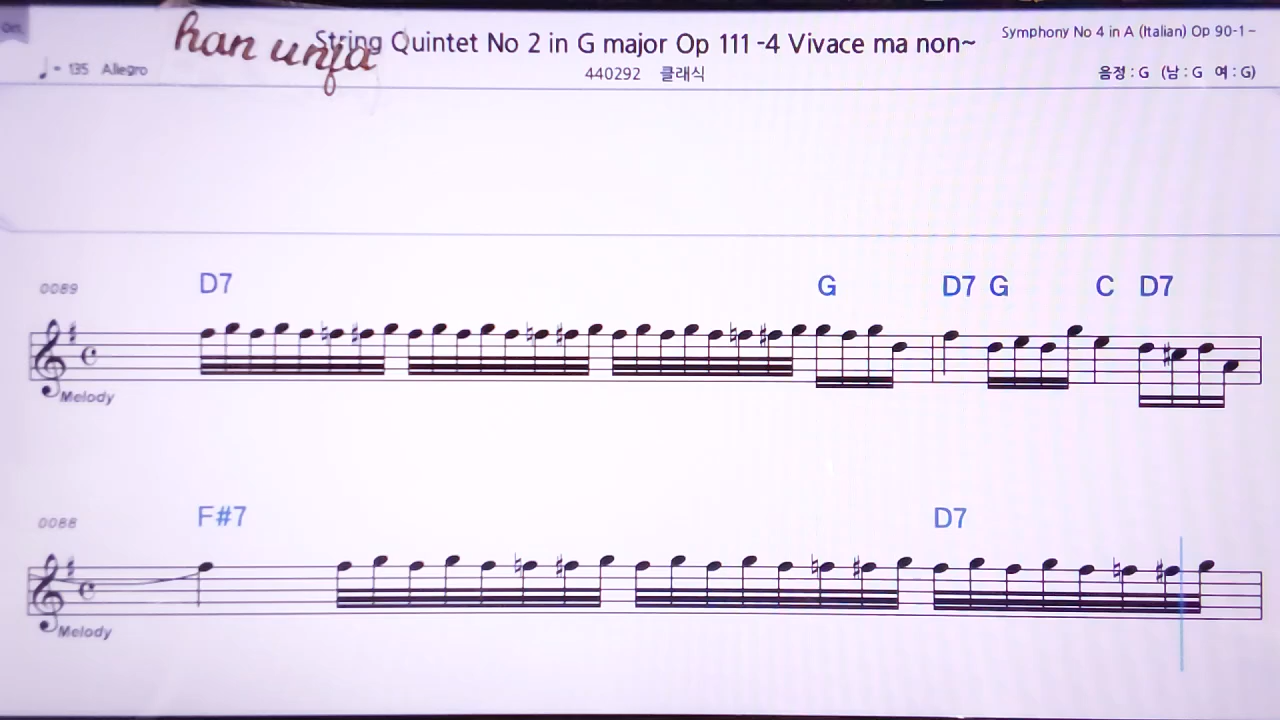 on.
han unja
String Quintet No 2 in G major Op 111 -4 Vivace ma non~
Symphony No 4 in A (Italian) Op 90-1~
♩= 135 Allegro
440292 클래식
음정 : G (남 : G 여 : G)
0089 D7 G D7 G C D7
Melody
0088 F#7 D7
Melody